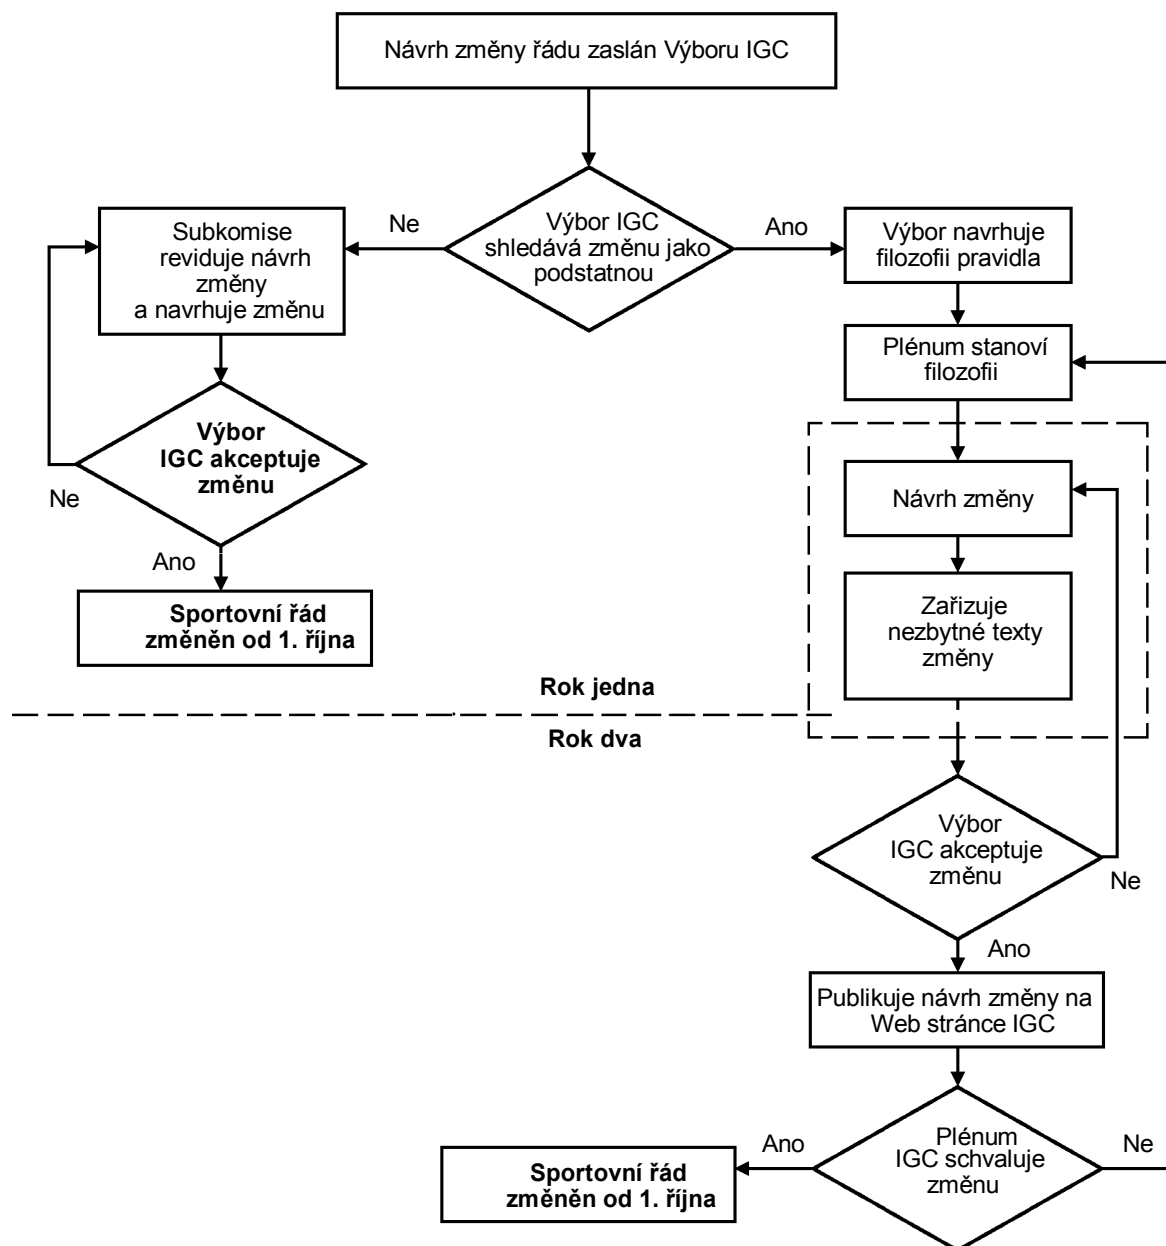 Návrh změny řádu zaslán Výboru IGC
Výbor IGC
shledává změnu jako
podstatnou
Ne
Ano
Subkomise
reviduje návrh
změny
a navrhuje změnu
Výbor navrhuje
filozofii pravidla
Plénum stanoví
filozofii
Výbor
IGC akceptuje
změnu
Ne
Ano
Návrh změny
Sportovní řád
změněn od 1. října
Zařizuje
nezbytné texty
změny
Rok jedna
Rok dva
Výbor
IGC akceptuje
změnu
Ne
Ano
Publikuje návrh změny na
Web stránce IGC
Plénum
IGC schvaluje
změnu
Ano
Ne
Sportovní řád
změněn od 1. října